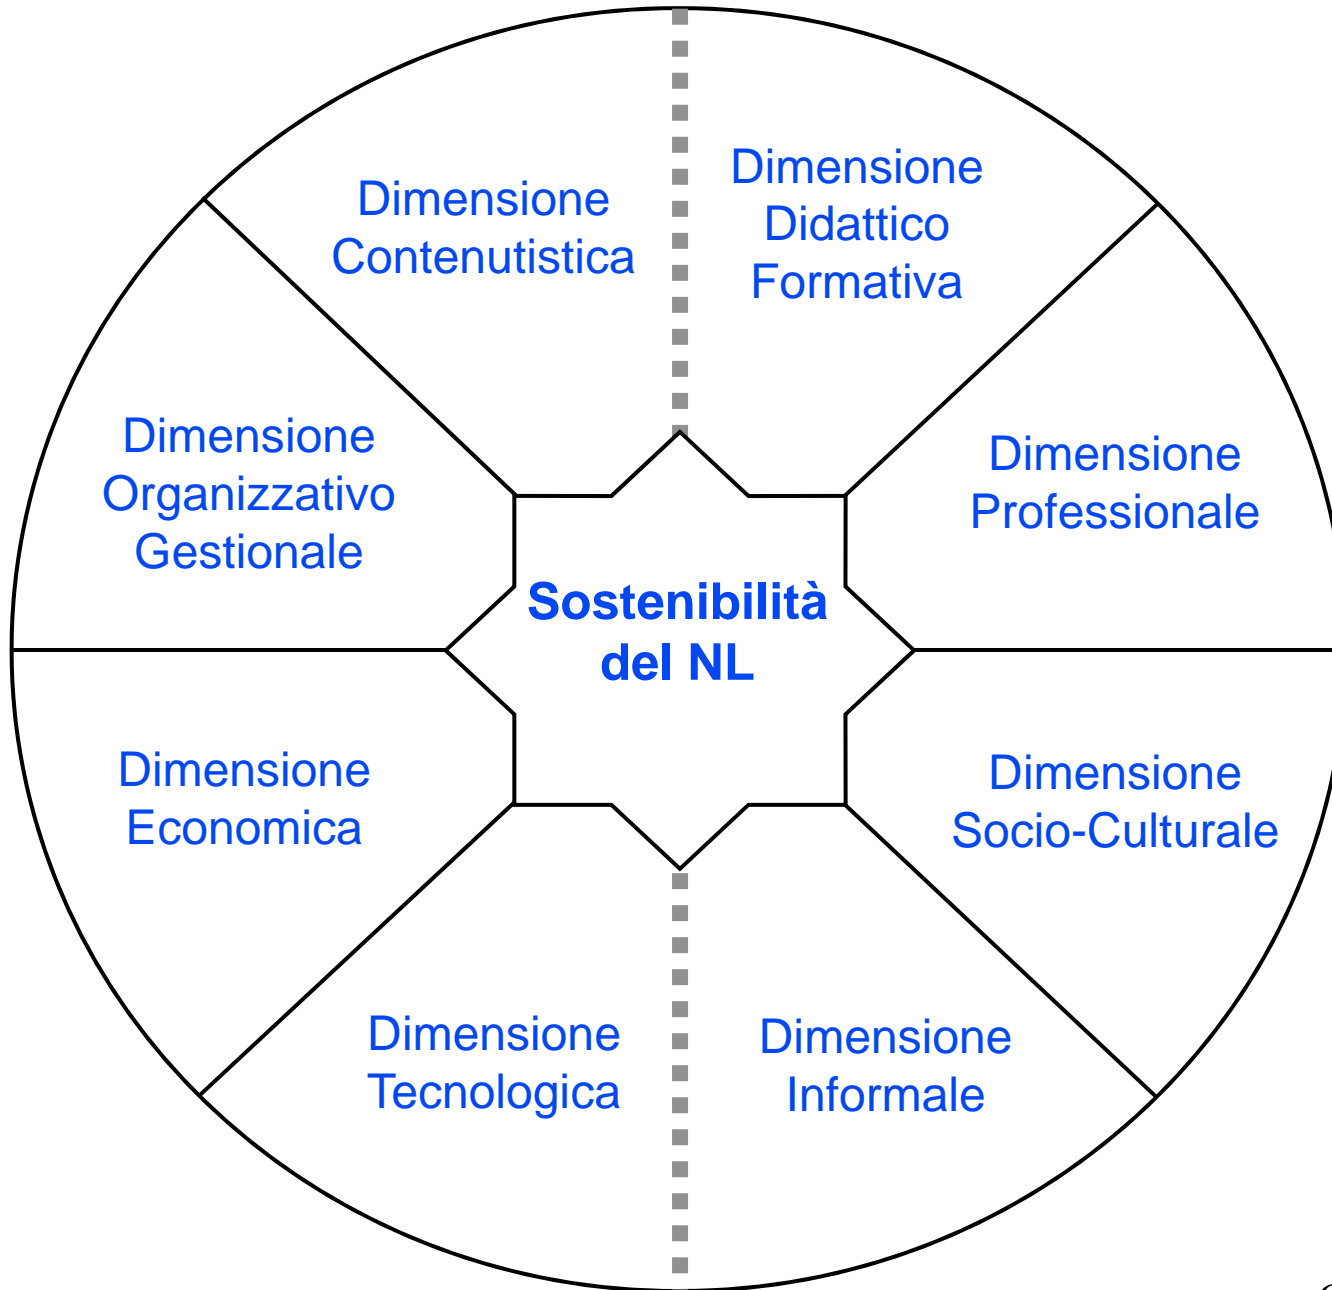 Dimensione
Contenutistica
Dimensione
Didattico
Formativa
Dimensione
Organizzativo
Gestionale
Dimensione
Professionale
Sostenibilità
del NL
Dimensione
Economica
Dimensione
Socio-Culturale
Dimensione
Tecnologica
Dimensione
Informale